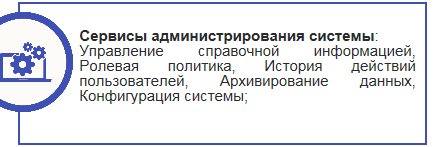 Сервисы администрирования системы:
Управление справочной информацией,
Ролевая политика, История действий
пользователей, Архивирование данных,
Конфигурация системы;